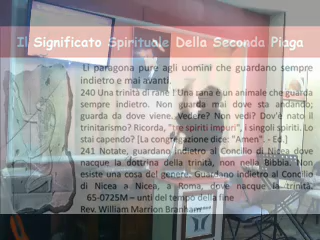 Il Significato Spirituale Della Seconda Piaga
Li paragona pure agli uomini che guardano sempre
indietro e mai avanti.
240 Una trinità di rane ! Una rana è un animale che guarda
sempre indietro. Non guarda mai dove sta andando;
guarda da dove viene. Vedere? Non vedi? Dov'è nato il
trinitarismo? Ricorda, "tre spiriti impuri", i singoli spiriti. Lo
stai capendo? [La congregazione dice: "Amen". - Ed.]
241 Notate, guardano indietro al Concilio di Nicea dove
nacque la dottrina della trinità, non nella Bibbia. Non
esiste una cosa del genere. Guardano indietro al Concilio
di Nicea a Nicea, a Roma, dove nacque la trinità.
65-0725M – unti del tempo della fine
Rev. William Marrion Branham